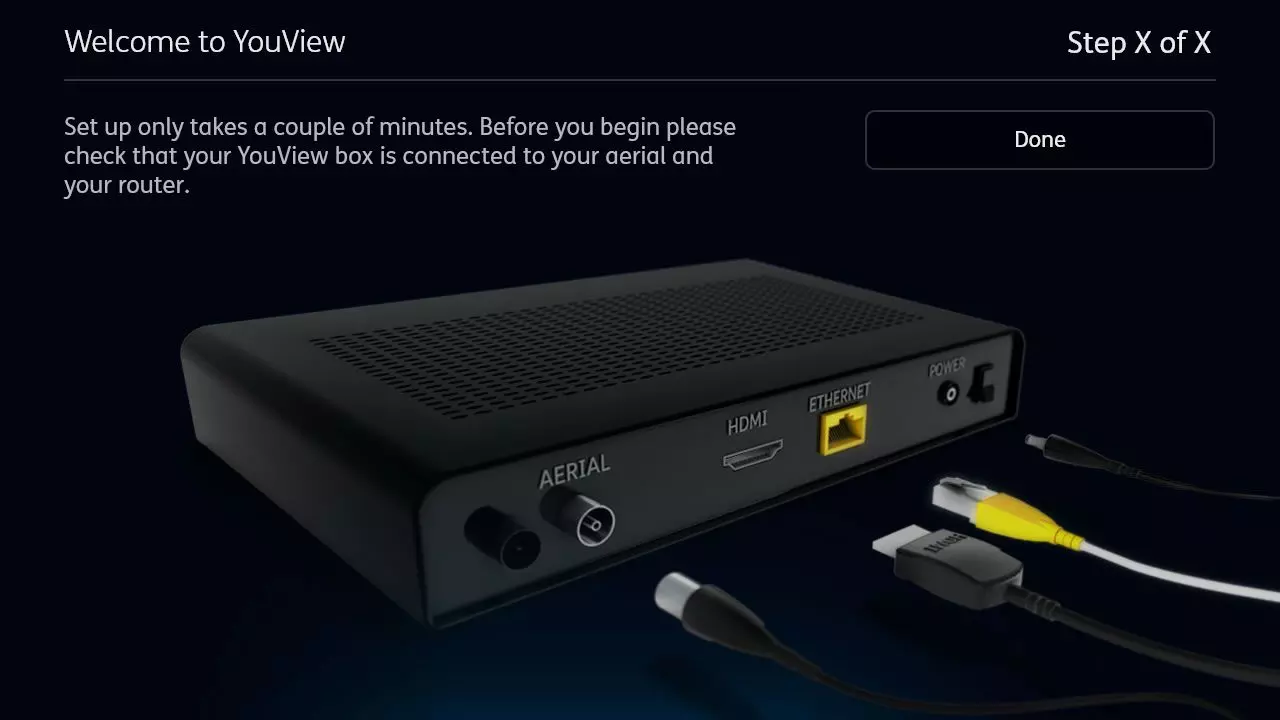 Welcome to YouView
Step X of X
Set up only takes a couple of minutes. Before you begin please
check that your YouView box is connected to your aerial and
your router.
Done
POWER
ETHERNET
HDMI
AERIAL